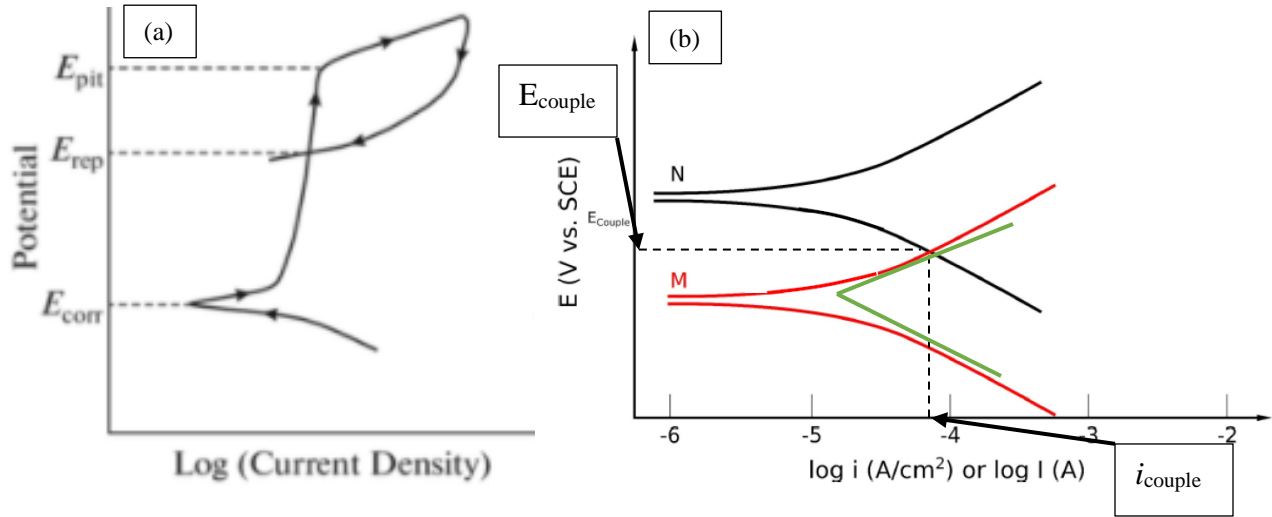 (a)
E_pit
E_rep
E_corr
Potential
Log (Current Density)
(b)
E_couple
N
E_Couple
M
E (V vs. SCE)
-6 -5 -4 -3 -2
log i (A/cm²) or log I (A)
i_couple